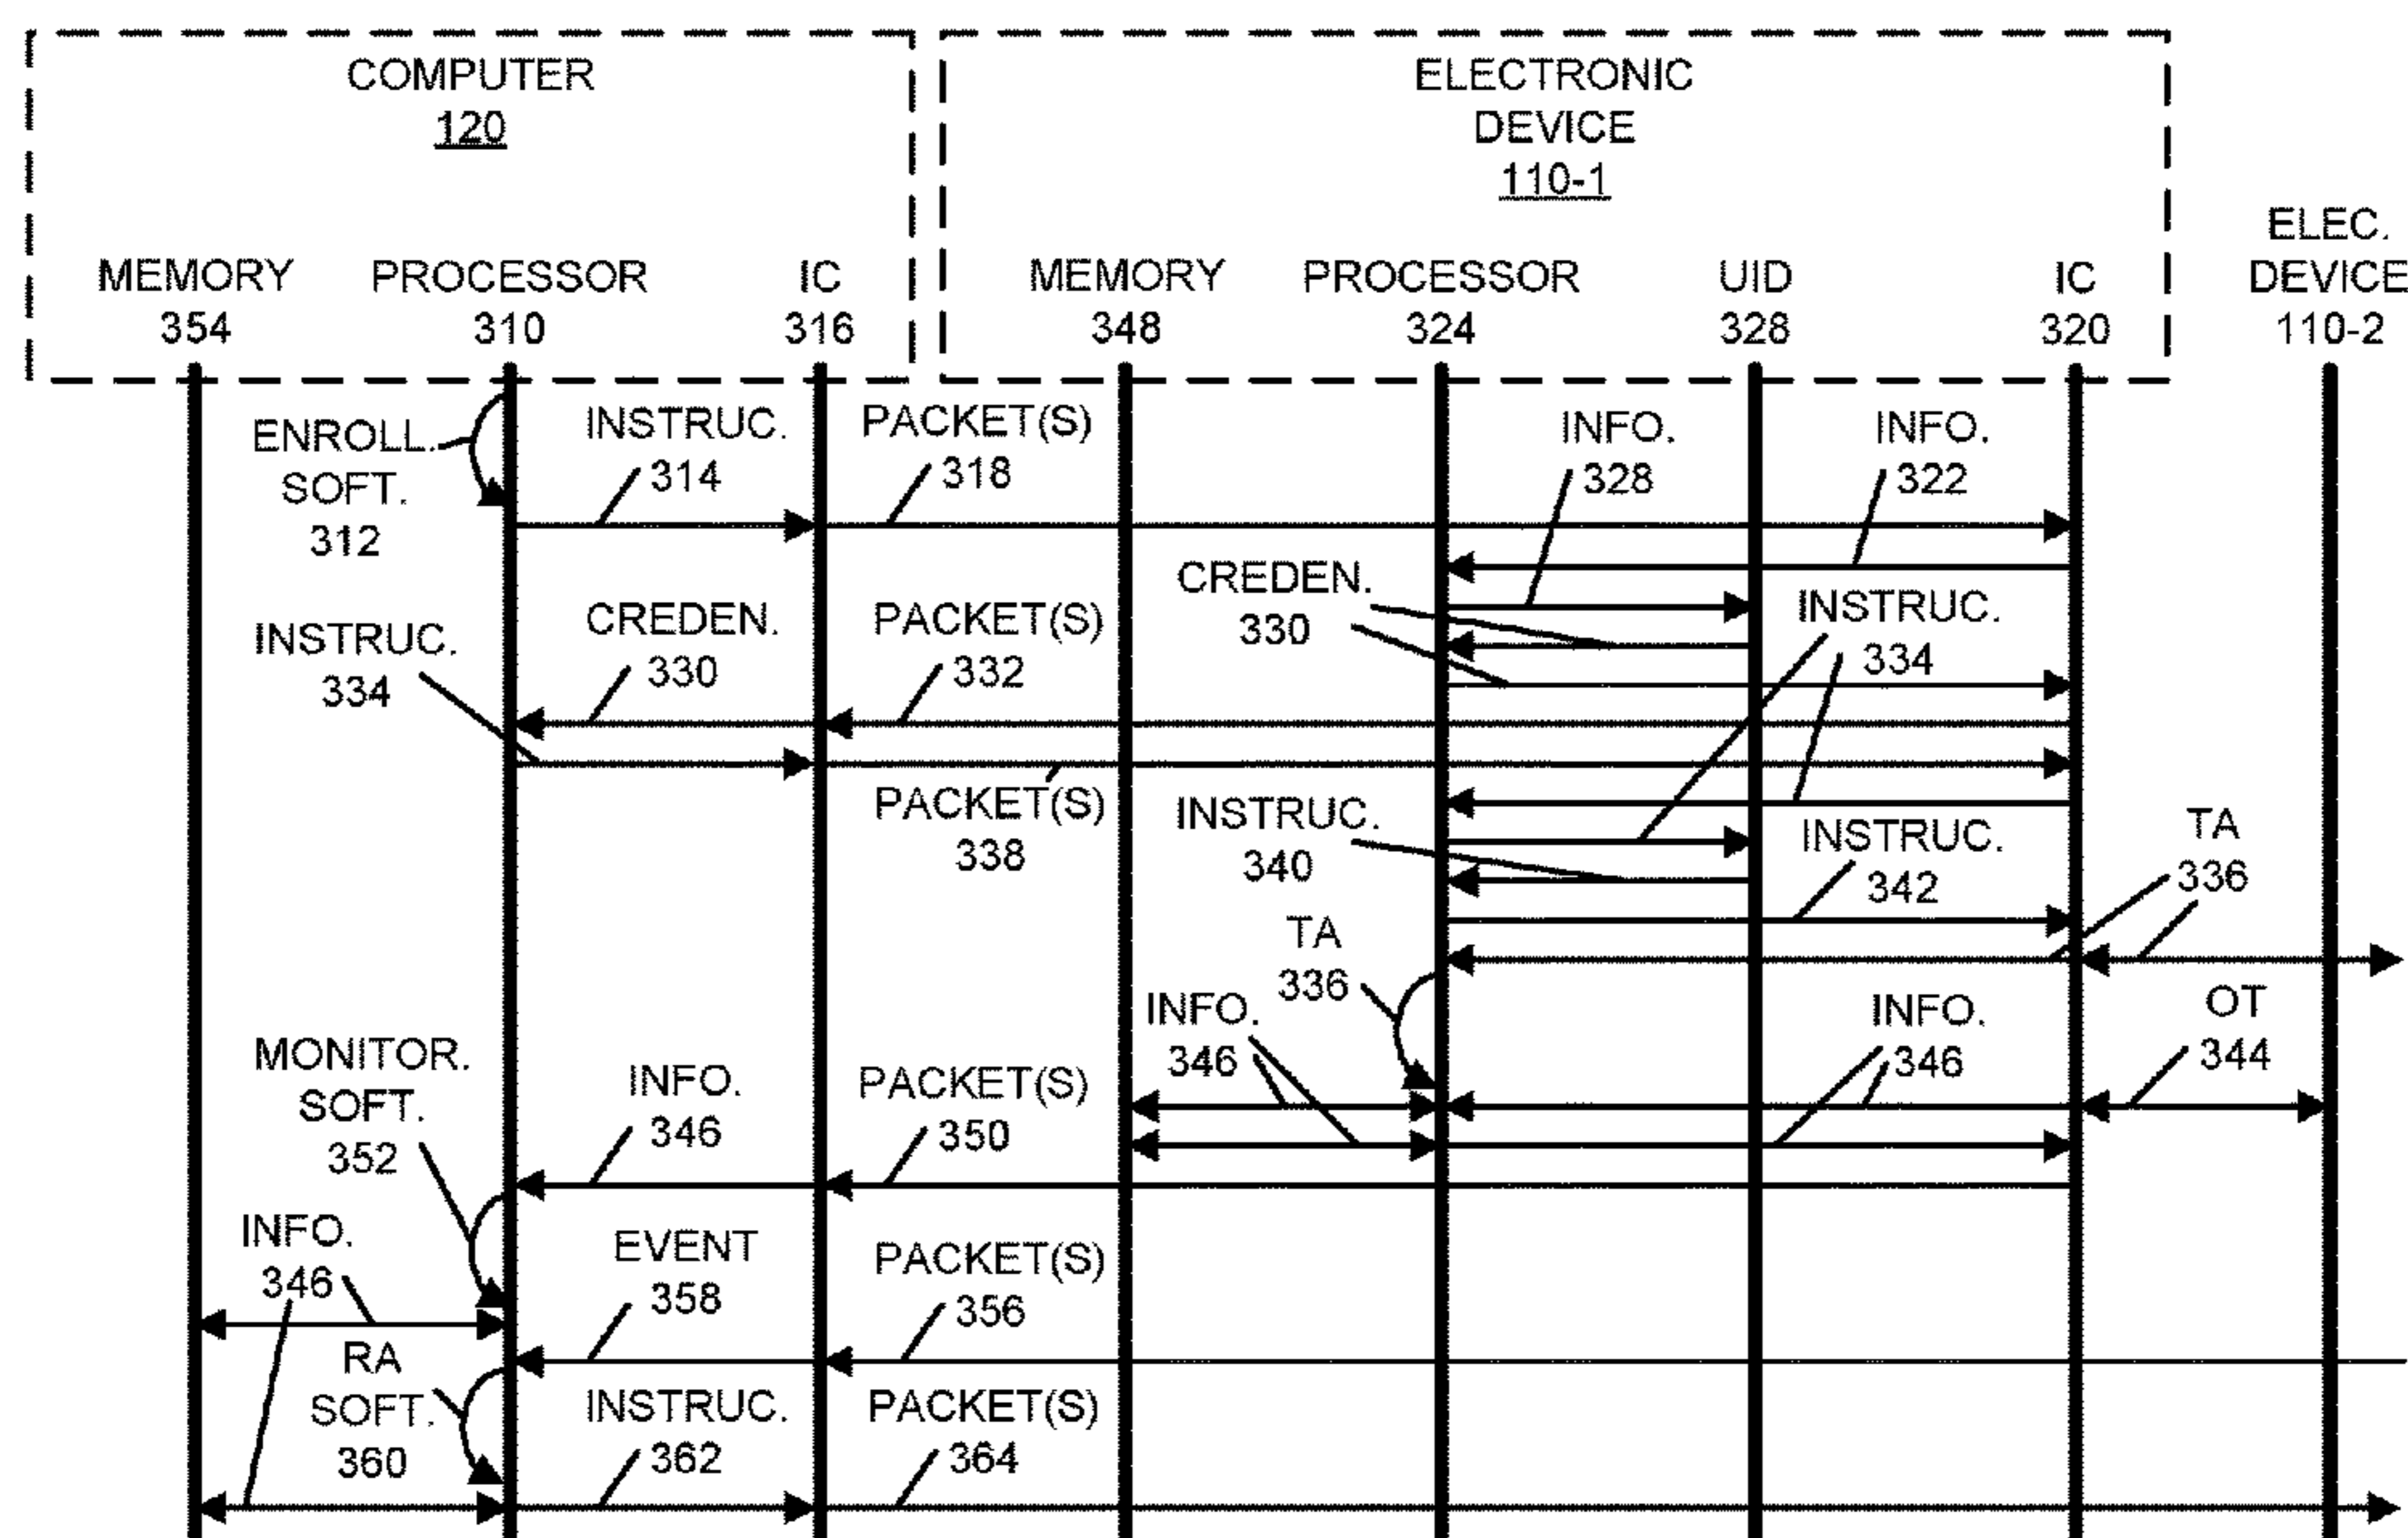 COMPUTER
120
ELECTRONIC
DEVICE
110-1
MEMORY
354
PROCESSOR
310
IC
316
MEMORY
348
PROCESSOR
324
UID
328
IC
320
ELEC.
DEVICE
110-2
ENROLL.
SOFT.
312
INSTRUC.
314
PACKET(S)
318
INFO.
328
INFO.
322
INSTRUC.
334
CREDEN.
330
PACKET(S)
332
CREDEN.
330
INSTRUC.
334
PACKET(S)
338
INSTRUC.
340
INSTRUC.
342
TA
336
TA
336
MONITOR.
SOFT.
352
INFO.
346
PACKET(S)
350
INFO.
346
INFO.
346
OT
344
INFO.
346
EVENT
358
PACKET(S)
356
RA
SOFT.
360
INSTRUC.
362
PACKET(S)
364